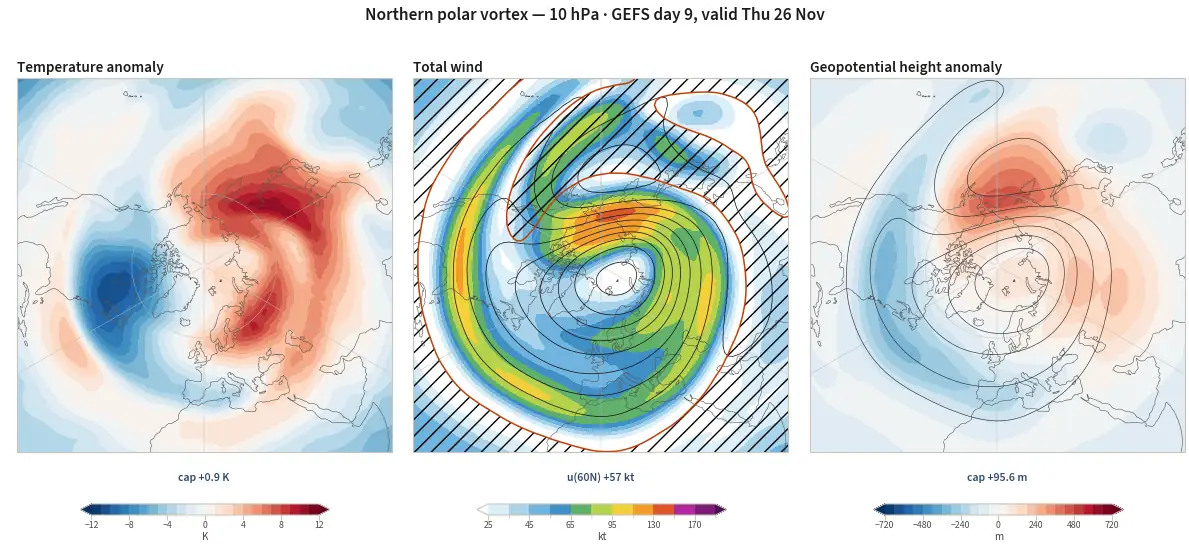 Northern polar vortex — 10 hPa · GEFS day 9, valid Thu 26 Nov
Temperature anomaly
Total wind
Geopotential height anomaly
cap +0.9 K
u(60N) +57 kt
cap +95.6 m
−12 −8 −4 0 4 8 12
K
25 45 65 95 130 170
kt
−720 −480 −240 0 240 480 720
m